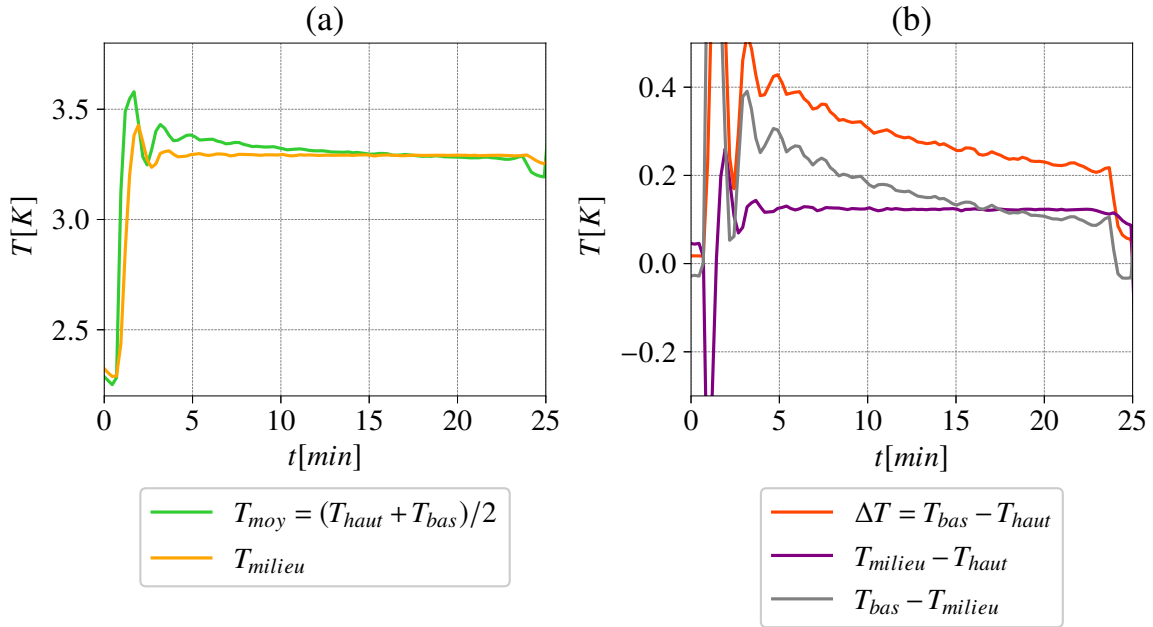 (a)
3.5
3.0
2.5
T[K]
0 5 10 15 20 25
t[min]
T_moy = (T_haut + T_bas)/2
T_milieu
(b)
0.4
0.2
0.0
−0.2
T[K]
0 5 10 15 20 25
t[min]
ΔT = T_bas − T_haut
T_milieu − T_haut
T_bas − T_milieu